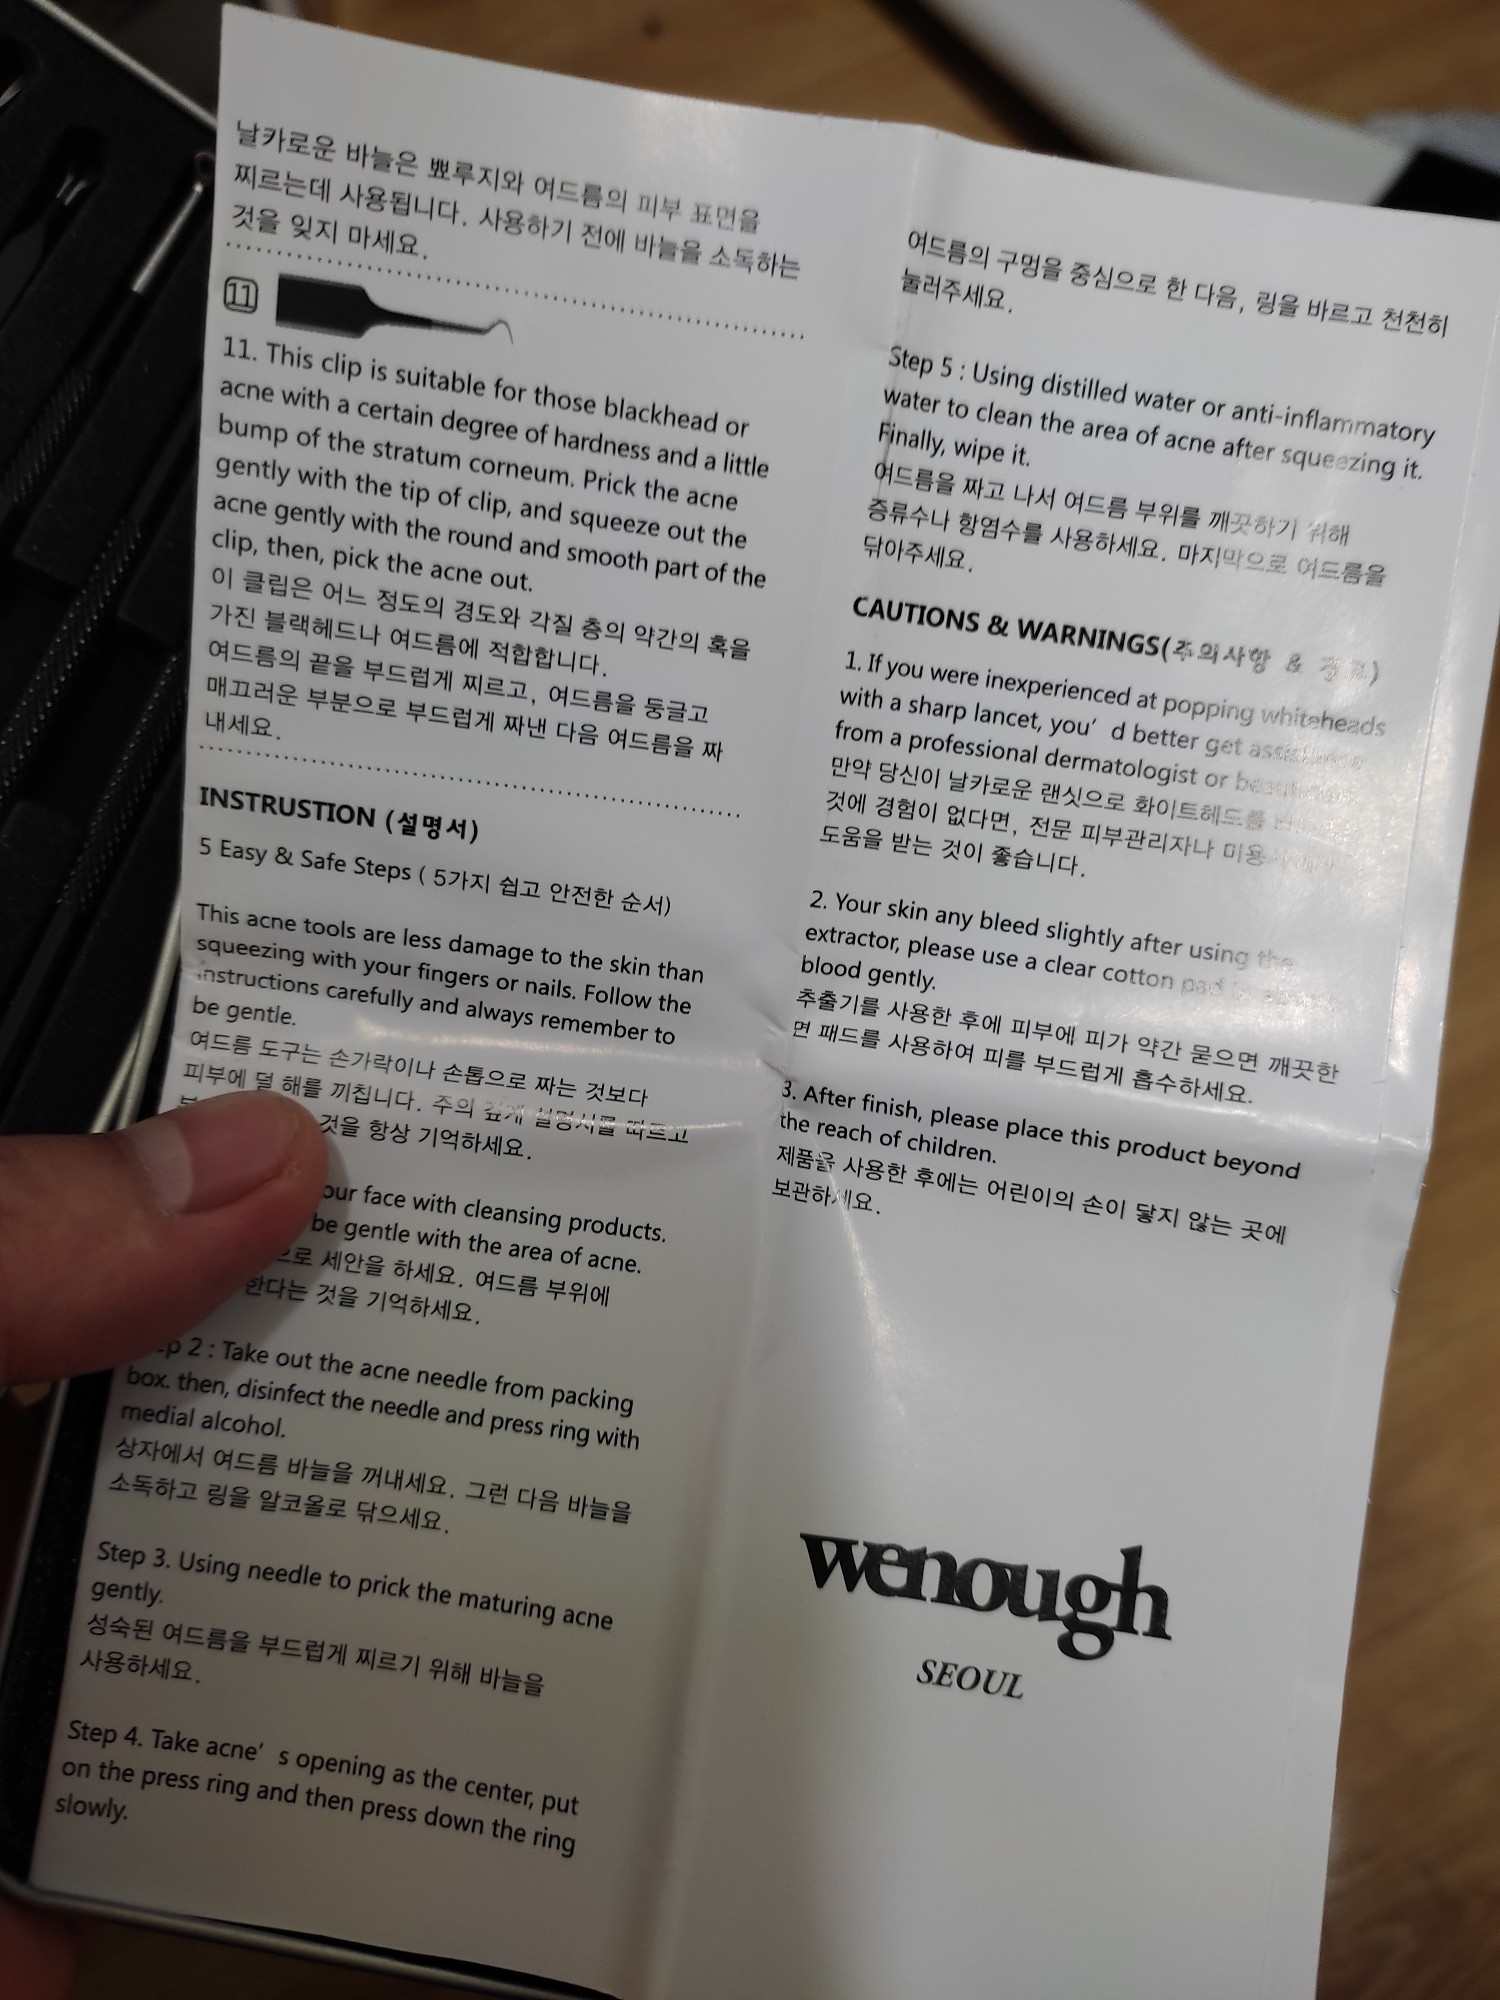 날카로운 바늘은 뾰루지와 여드름의 피부 표면을
찌르는데 사용됩니다. 사용하기 전에 바늘을 소독하는
것을 잊지 마세요.
11
11. This clip is suitable for those blackhead or
acne with a certain degree of hardness and a little
bump of the stratum corneum. Prick the acne
gently with the tip of clip, and squeeze out the
acne gently with the round and smooth part of the
clip, then, pick the acne out.
이 클립은 어느 정도의 경도와 각질 층의 약간의 혹을
가진 블랙헤드나 여드름에 적합합니다.
여드름의 끝을 부드럽게 찌르고, 여드름을 둥글고
매끄러운 부분으로 부드럽게 짜낸 다음 여드름을 짜
내세요.
INSTRUSTION (설명서)
5 Easy & Safe Steps ( 5가지 쉽고 안전한 순서)
This acne tools are less damage to the skin than
squeezing with your fingers or nails. Follow the
instructions carefully and always remember to
be gentle.
여드름 도구는 손가락이나 손톱으로 짜는 것보다
피부에 덜 해를 끼칩니다. 주의 깊게 설명서를 따르고
것을 항상 기억하세요.
our face with cleansing products.
be gentle with the area of acne.
으로 세안을 하세요. 여드름 부위에
한다는 것을 기억하세요.
2 : Take out the acne needle from packing
box. then, disinfect the needle and press ring with
medial alcohol.
상자에서 여드름 바늘을 꺼내세요. 그런 다음 바늘을
소독하고 링을 알코올로 닦으세요.
Step 3. Using needle to prick the maturing acne
gently.
성숙된 여드름을 부드럽게 찌르기 위해 바늘을
사용하세요.
Step 4. Take acne’ s opening as the center, put
on the press ring and then press down the ring
slowly.
여드름의 구멍을 중심으로 한 다음, 링을 바르고 천천히
눌러주세요.
Step 5 : Using distilled water or anti-inflammatory
water to clean the area of acne after squeezing it.
Finally, wipe it.
여드름을 짜고 나서 여드름 부위를 깨끗하기 위해
증류수나 항염수를 사용하세요. 마지막으로 여드름을
닦아주세요.
CAUTIONS & WARNINGS(주의사항 & 경고)
1. If you were inexperienced at popping whiteheads
with a sharp lancet, you’ d better get assistance
from a professional dermatologist or
만약 당신이 날카로운 랜싯으로 화이트헤드를
것에 경험이 없다면, 전문 피부관리자나
도움을 받는 것이 좋습니다.
2. Your skin any bleed slightly after using the
extractor, please use a clear cotton pad to
blood gently.
추출기를 사용한 후에 피부에 피가 약간 묻으면 깨끗한
면 패드를 사용하여 피를 부드럽게 흡수하세요.
3. After finish, please place this product beyond
the reach of children.
제품을 사용한 후에는 어린이의 손이 닿지 않는 곳에
보관하세요.
wenough
SEOUL